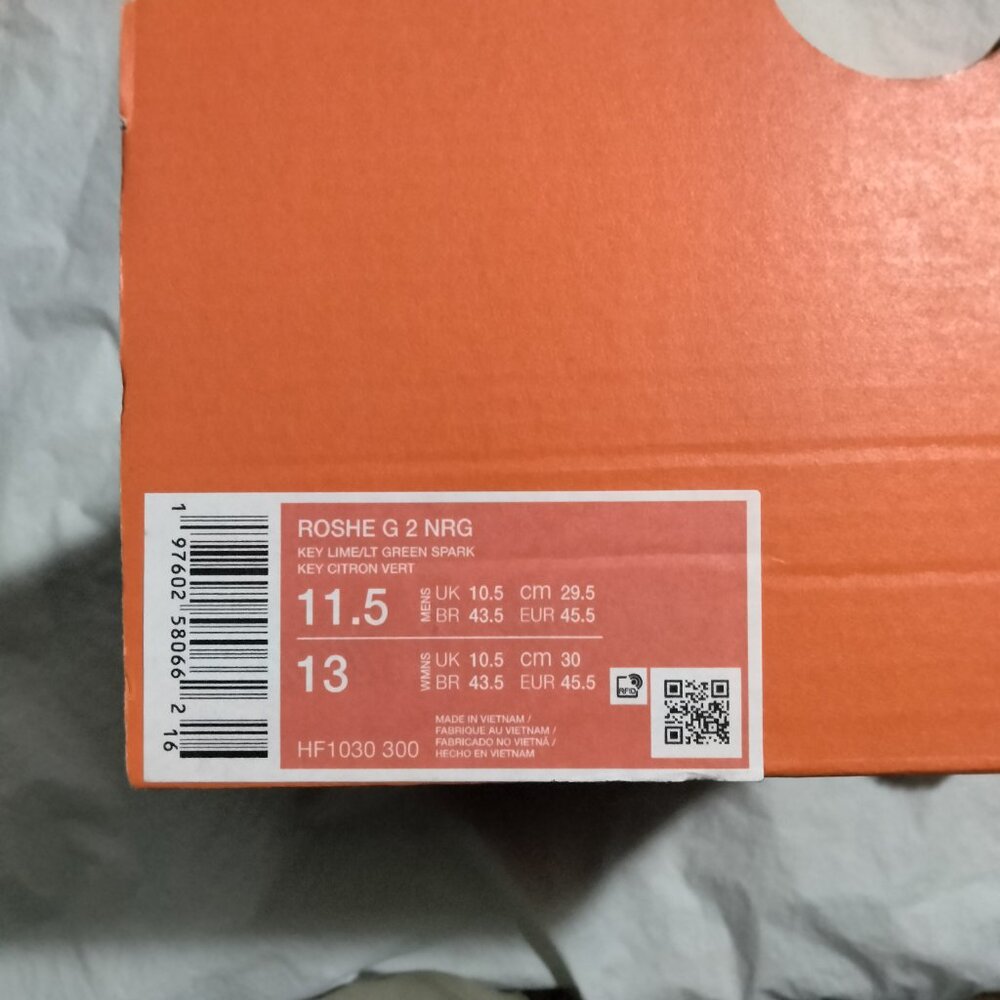 ROSHE G 2 NRG
KEY LIME/LT GREEN SPARK
KEY CITRON VERT
11.5 MENS UK 10.5 cm 29.5
BR 43.5 EUR 45.5
13 WMNS UK 10.5 cm 30
BR 43.5 EUR 45.5
RFID
MADE IN VIETNAM /
FABRIQUE AU VIETNAM /
FABRICADO NO VIETNÃ /
HECHO EN VIETNAM
HF1030 300
1 97602 58066 2 16